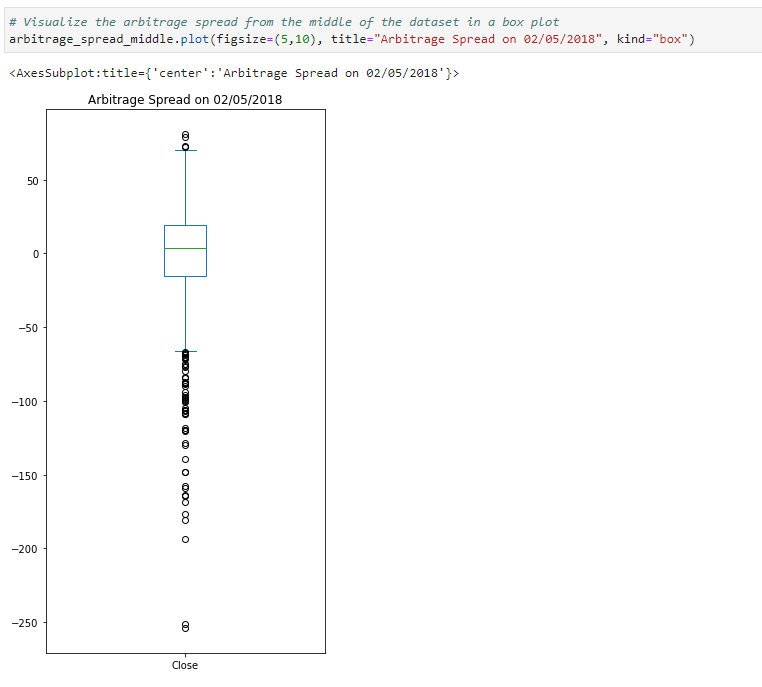 # Visualize the arbitrage spread from the middle of the dataset in a box plot
arbitrage_spread_middle.plot(figsize=(5,10), title="Arbitrage Spread on 02/05/2018", kind="box")
<AxesSubplot:title={'center':'Arbitrage Spread on 02/05/2018'}>
Arbitrage Spread on 02/05/2018
50
0
−50
−100
−150
−200
−250
Close